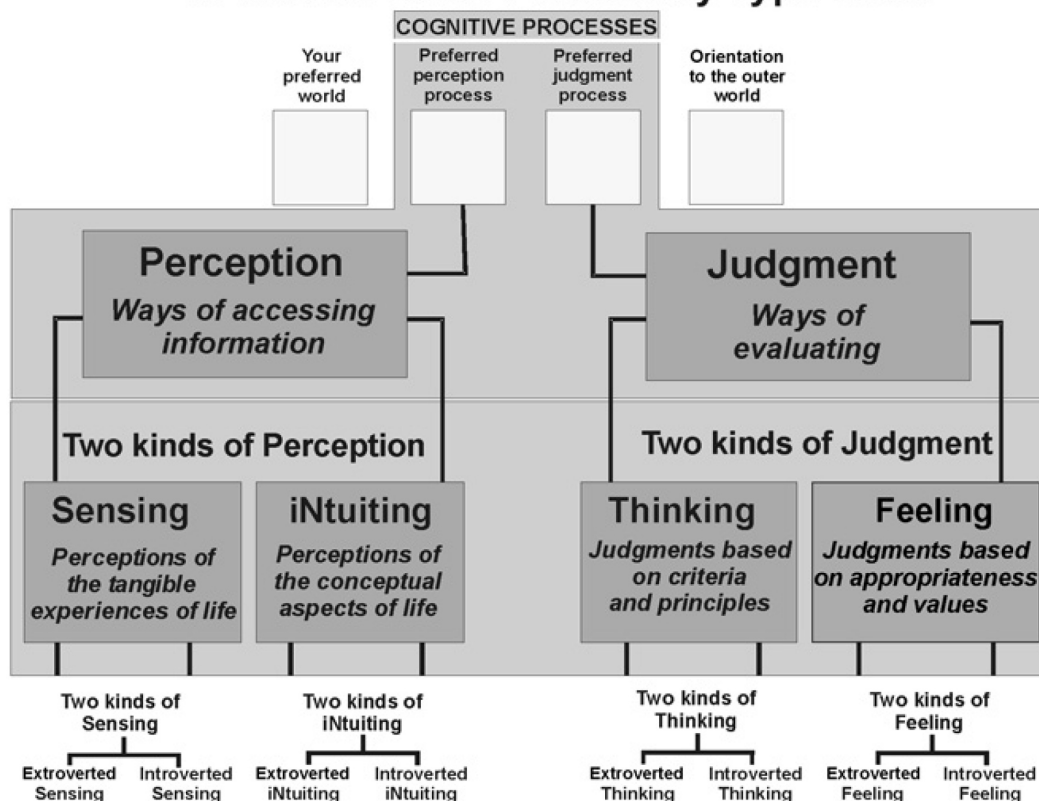 COGNITIVE PROCESSES
Your
preferred
world
Preferred
perception
process
Preferred
judgment
process
Orientation
to the outer
world
Perception
Ways of accessing
information
Judgment
Ways of
evaluating
Two kinds of Perception
Two kinds of Judgment
Sensing
Perceptions of
the tangible
experiences of life
iNtuiting
Perceptions of
the conceptual
aspects of life
Thinking
Judgments based
on criteria
and principles
Feeling
Judgments based
on appropriateness
and values
Two kinds of
Sensing
Extroverted
Sensing
Introverted
Sensing
Two kinds of
iNtuiting
Extroverted
iNtuiting
Introverted
iNtuiting
Two kinds of
Thinking
Extroverted
Thinking
Introverted
Thinking
Two kinds of
Feeling
Extroverted
Feeling
Introverted
Feeling